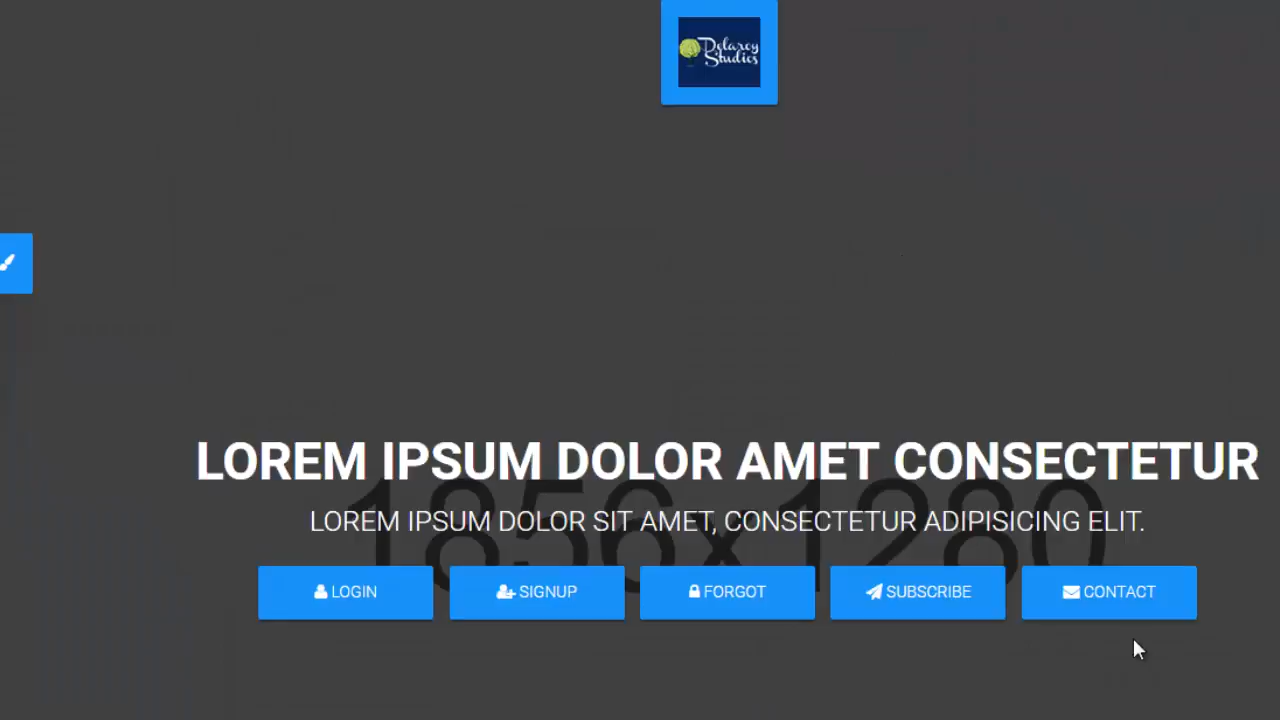 Delaroy
Studios
LOREM IPSUM DOLOR AMET CONSECTETUR
1856x1280
LOREM IPSUM DOLOR SIT AMET, CONSECTETUR ADIPISICING ELIT.
LOGIN
SIGNUP
FORGOT
SUBSCRIBE
CONTACT